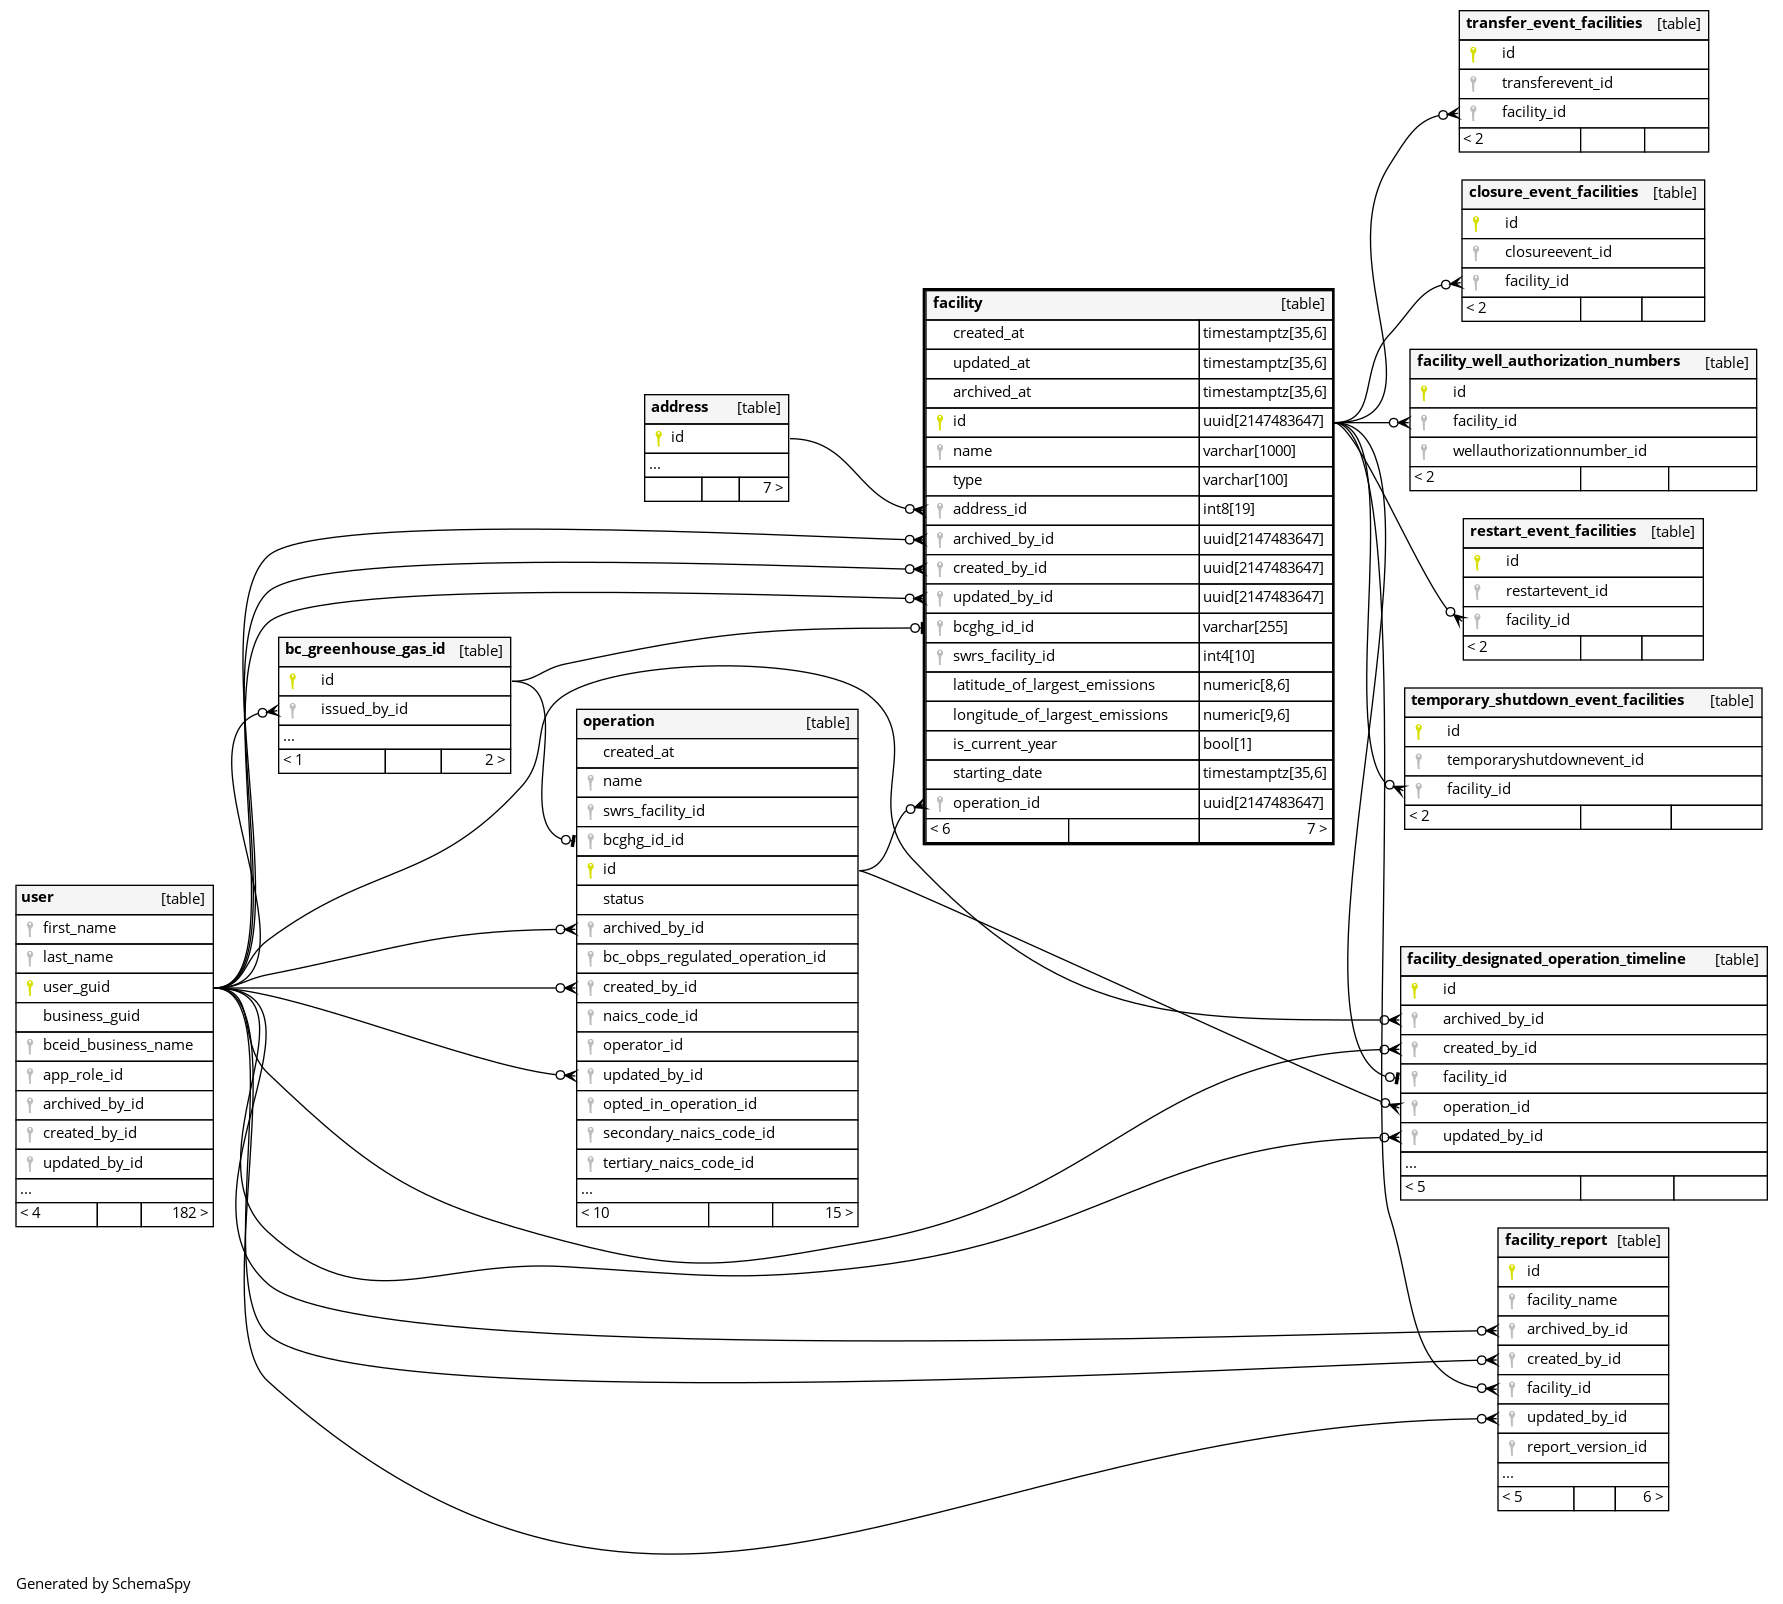 transfer_event_facilities [table]
id
transferevent_id
facility_id
< 2
closure_event_facilities [table]
id
closureevent_id
facility_id
< 2
facility [table]
created_at timestamptz[35,6]
updated_at timestamptz[35,6]
archived_at timestamptz[35,6]
id uuid[2147483647]
name varchar[1000]
type varchar[100]
address_id int8[19]
archived_by_id uuid[2147483647]
created_by_id uuid[2147483647]
updated_by_id uuid[2147483647]
bcghg_id_id varchar[255]
swrs_facility_id int4[10]
latitude_of_largest_emissions numeric[8,6]
longitude_of_largest_emissions numeric[9,6]
is_current_year bool[1]
starting_date timestamptz[35,6]
operation_id uuid[2147483647]
< 6 7 >
facility_well_authorization_numbers [table]
id
facility_id
wellauthorizationnumber_id
< 2
address [table]
id
...
7 >
restart_event_facilities [table]
id
restartevent_id
facility_id
< 2
bc_greenhouse_gas_id [table]
id
issued_by_id
...
< 1 2 >
temporary_shutdown_event_facilities [table]
id
temporaryshutdownevent_id
facility_id
< 2
operation [table]
created_at
name
swrs_facility_id
bcghg_id_id
id
status
archived_by_id
bc_obps_regulated_operation_id
created_by_id
naics_code_id
operator_id
updated_by_id
opted_in_operation_id
secondary_naics_code_id
tertiary_naics_code_id
...
< 10 15 >
user [table]
first_name
last_name
user_guid
business_guid
bceid_business_name
app_role_id
archived_by_id
created_by_id
updated_by_id
...
< 4 182 >
facility_designated_operation_timeline [table]
id
archived_by_id
created_by_id
facility_id
operation_id
updated_by_id
...
< 5
facility_report [table]
id
facility_name
archived_by_id
created_by_id
facility_id
updated_by_id
report_version_id
...
< 5 6 >
Generated by SchemaSpy